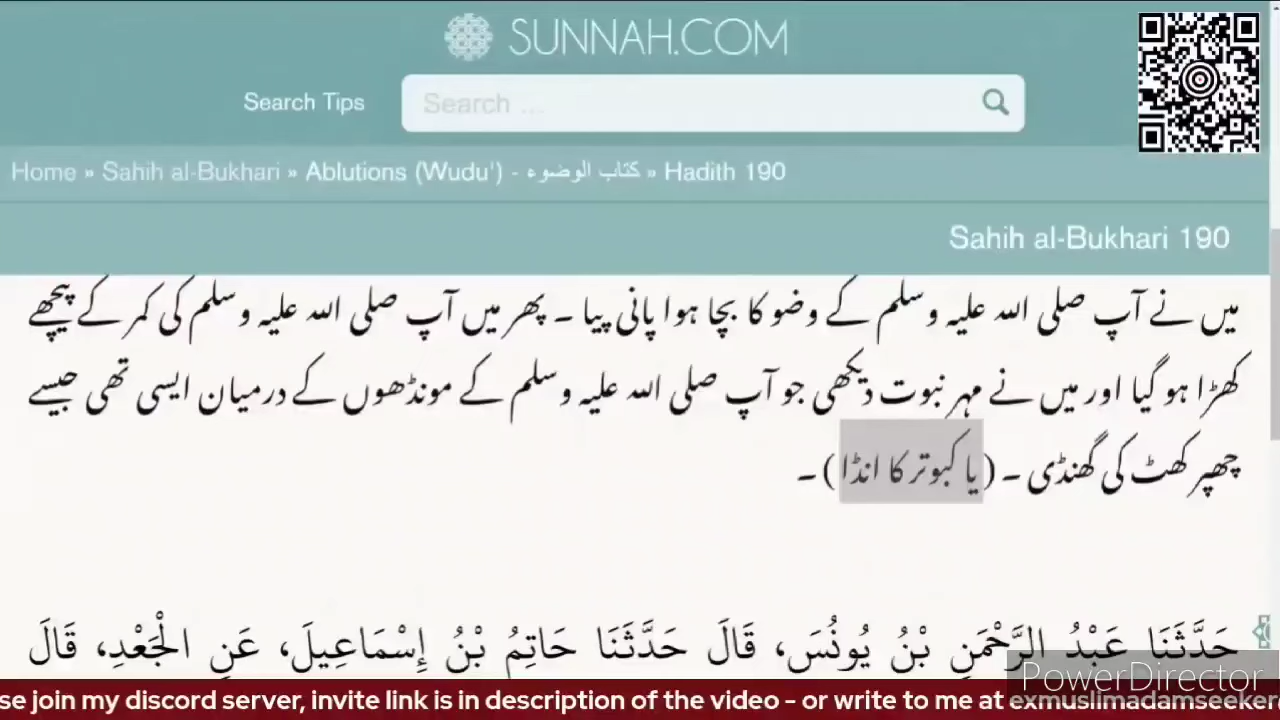 SUNNAH.COM
Search Tips
Search ...
Home » Sahih al-Bukhari » Ablutions (Wudu') - كتاب الوضوء » Hadith 190
Sahih al-Bukhari 190
میں نے آپ صلی اللہ علیہ وسلم کے وضو کا بچا ہوا پانی پیا ۔ پھر میں آپ صلی اللہ علیہ وسلم کی کمر کے پیچھے
کھڑا ہو گیا اور میں نے مہر نبوت دیکھی جو آپ صلی اللہ علیہ وسلم کے مونڈھوں کے درمیان ایسی تھی جیسے
چھپر کھٹ کی گھنڈی ۔ ( یا کبوتر کا انڈا ) ۔
حَدَّثَنَا عَبْدُ الرَّحْمَنِ بْنُ يُونُسَ، قَالَ حَدَّثَنَا حَاتِمُ بْنُ إِسْمَاعِيلَ، عَنِ الْجَعْدِ، قَالَ
PowerDirector
se join my discord server, invite link is in description of the video - or write to me at exmuslimadamseeker